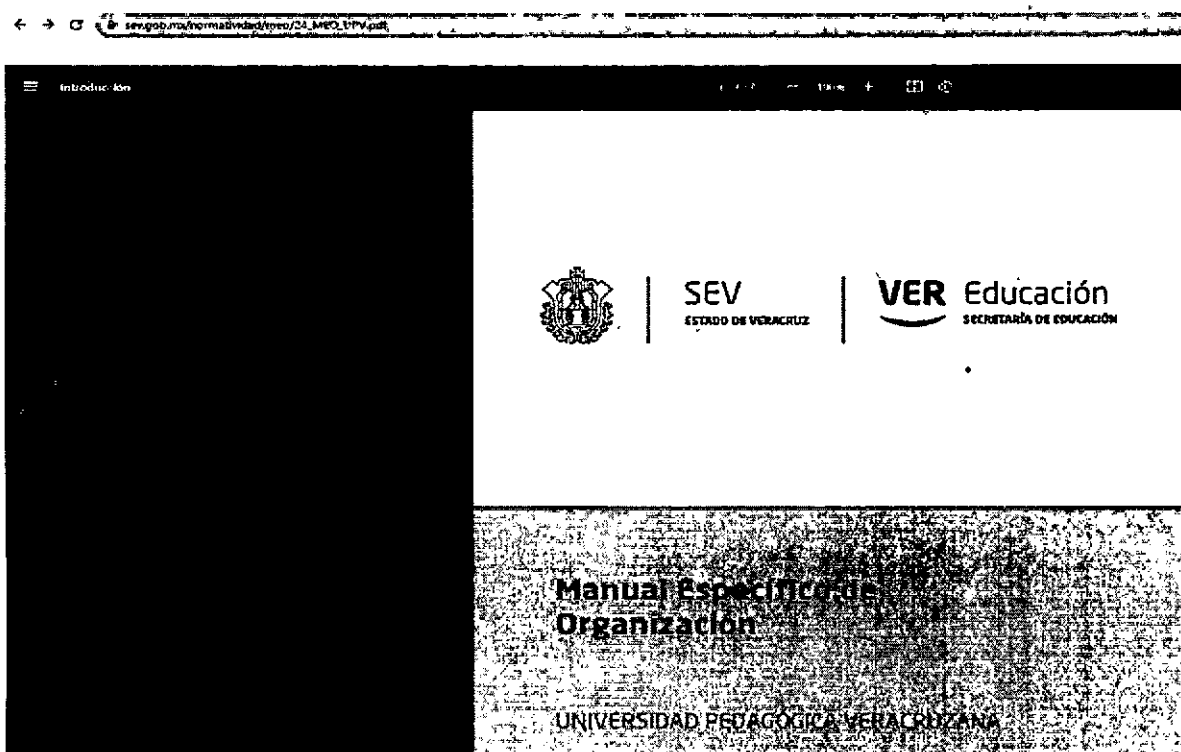 sev.gob.mx/normatividad/meo/24_MEO_UPV.pdf
Introducción
100% +
SEV
ESTADO DE VERACRUZ
VER Educación
SECRETARÍA DE EDUCACIÓN
Manual Específico de
Organización
UNIVERSIDAD PEDAGÓGICA VERACRUZANA